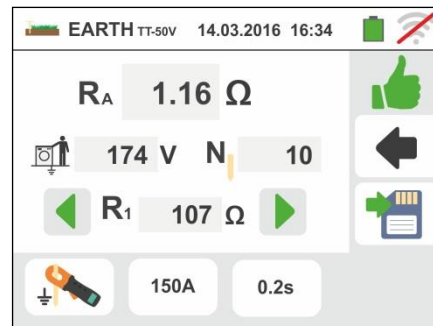 EARTH TT-50V 14.03.2016 16:34
RA 1.16 Ω
174 V N 10
R1 107 Ω
150A 0.2s